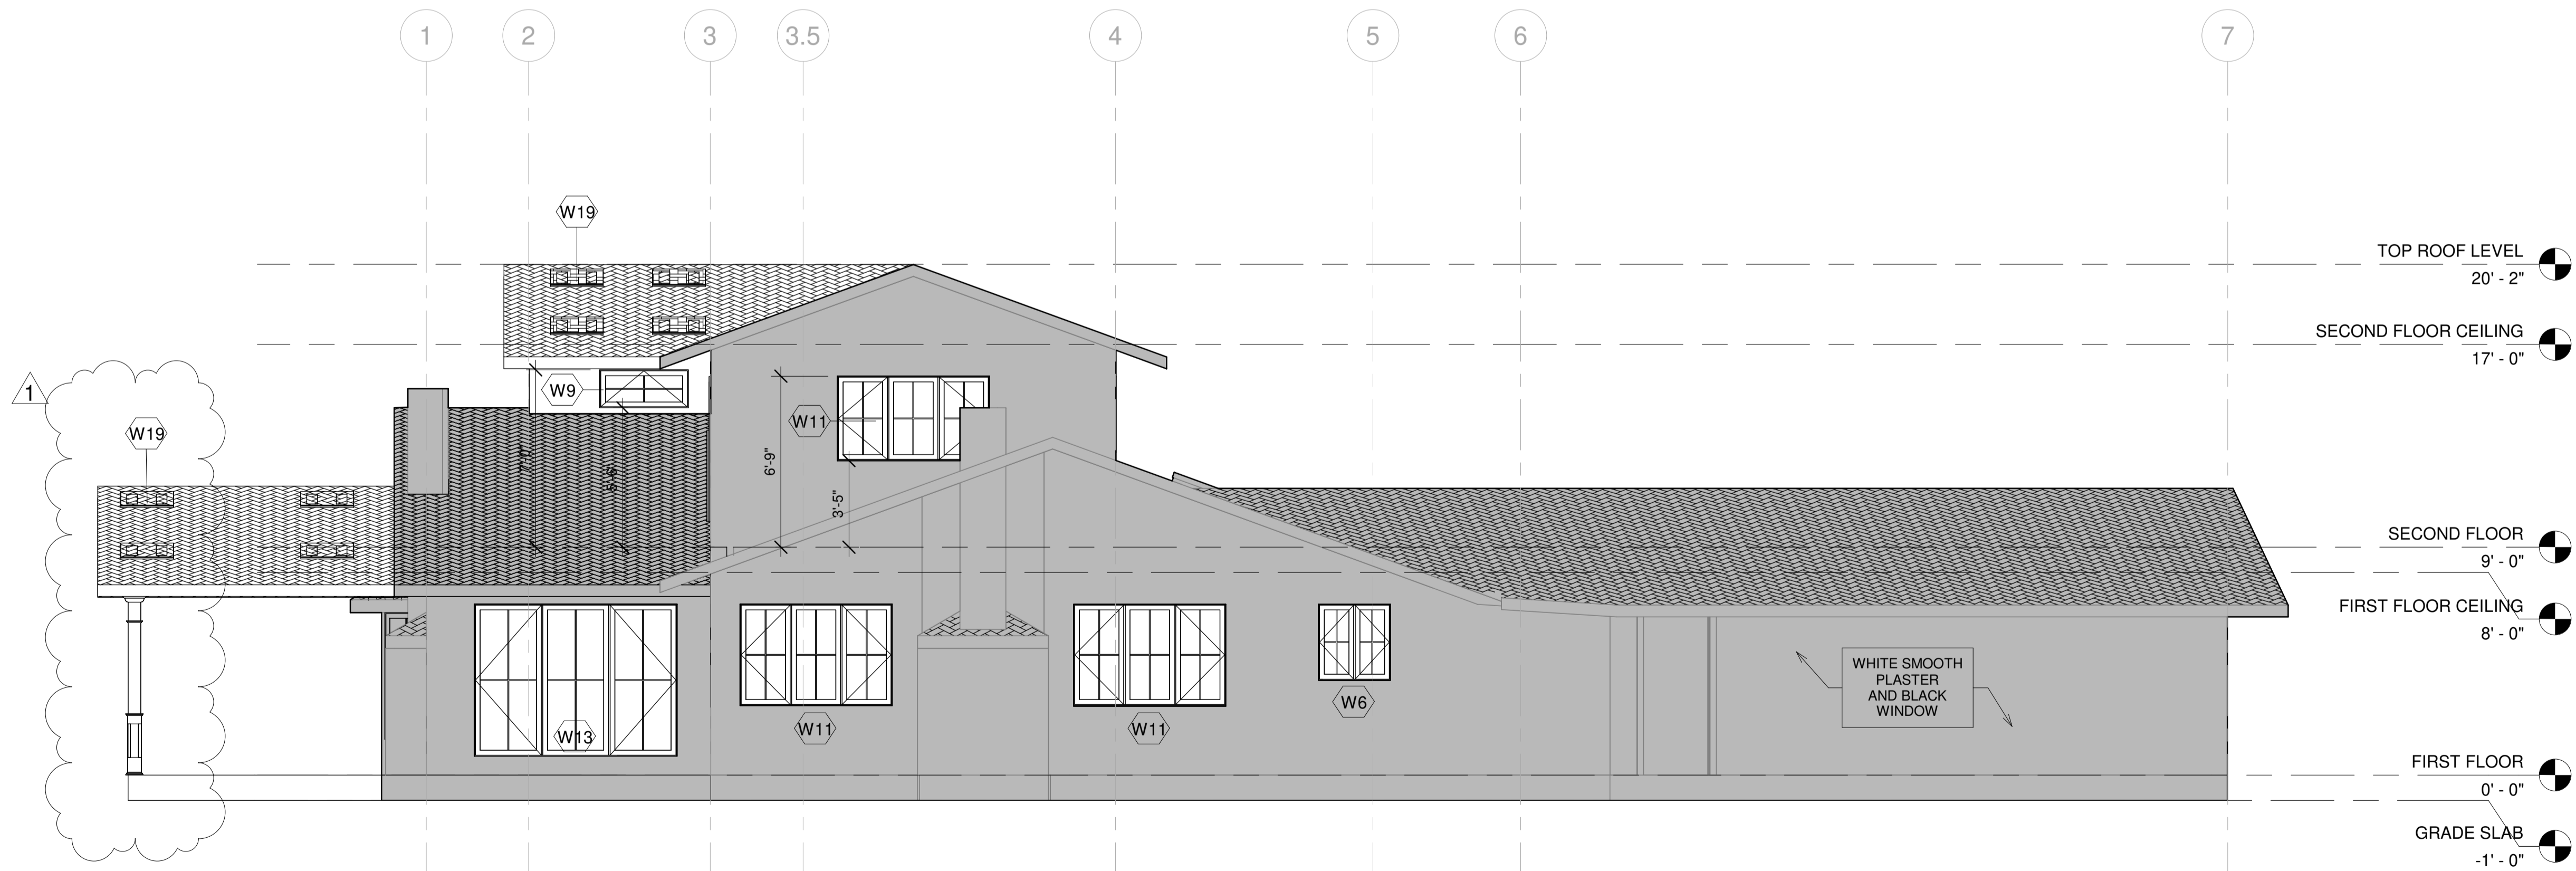 1
2
3
3.5
4
5
6
7
W19
TOP ROOF LEVEL
20' - 2"
SECOND FLOOR CEILING
17' - 0"
1
W9
W11
W19
6'-9"
7'-0"
3'-5"
SECOND FLOOR
9' - 0"
FIRST FLOOR CEILING
8' - 0"
WHITE SMOOTH
PLASTER
AND BLACK
WINDOW
W6
W13
W11
W11
FIRST FLOOR
0' - 0"
GRADE SLAB
-1' - 0"